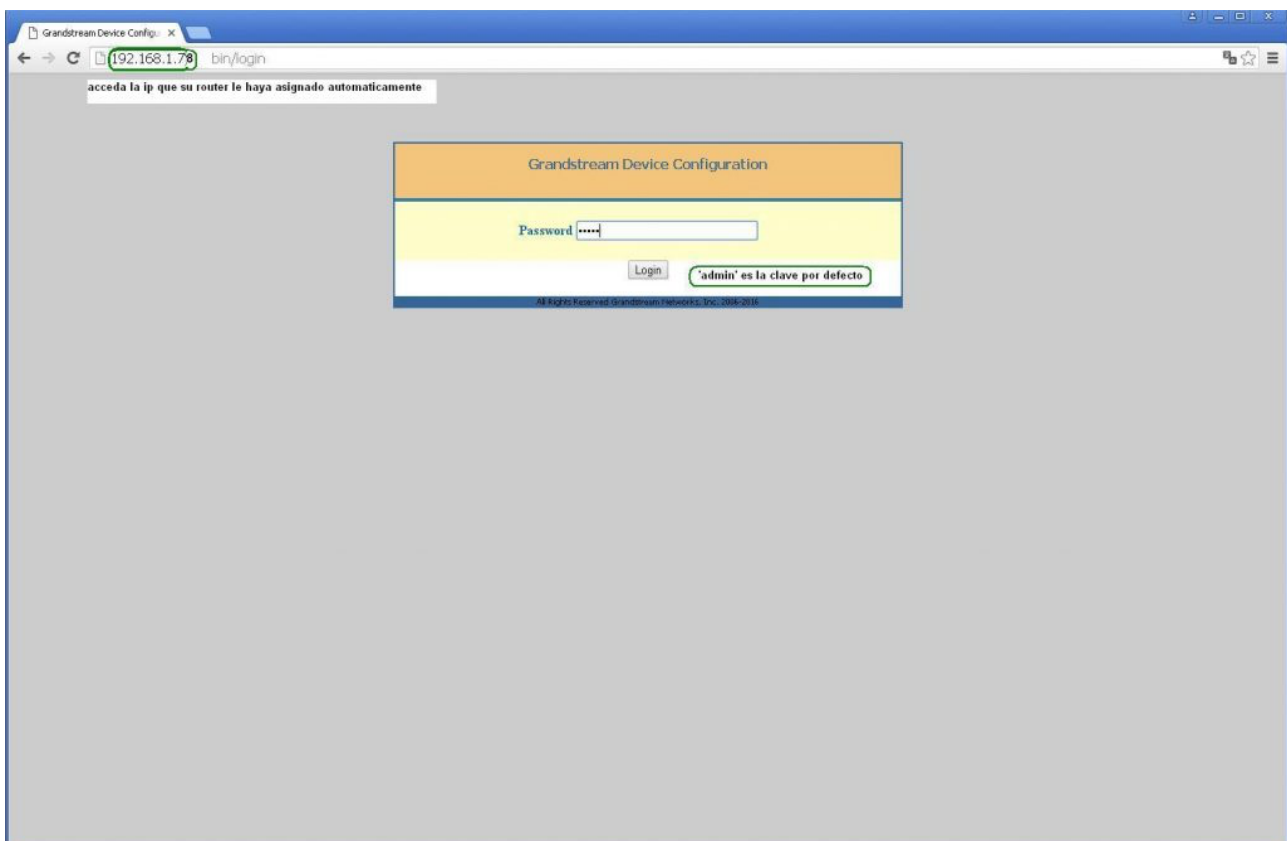 Grandstream Device Configu
192.168.1.78 bin/login
acceda la ip que su router le haya asignado automaticamente
Grandstream Device Configuration
Password
Login
'admin' es la clave por defecto
All Rights Reserved Grandstream Networks, Inc. 2006-2016